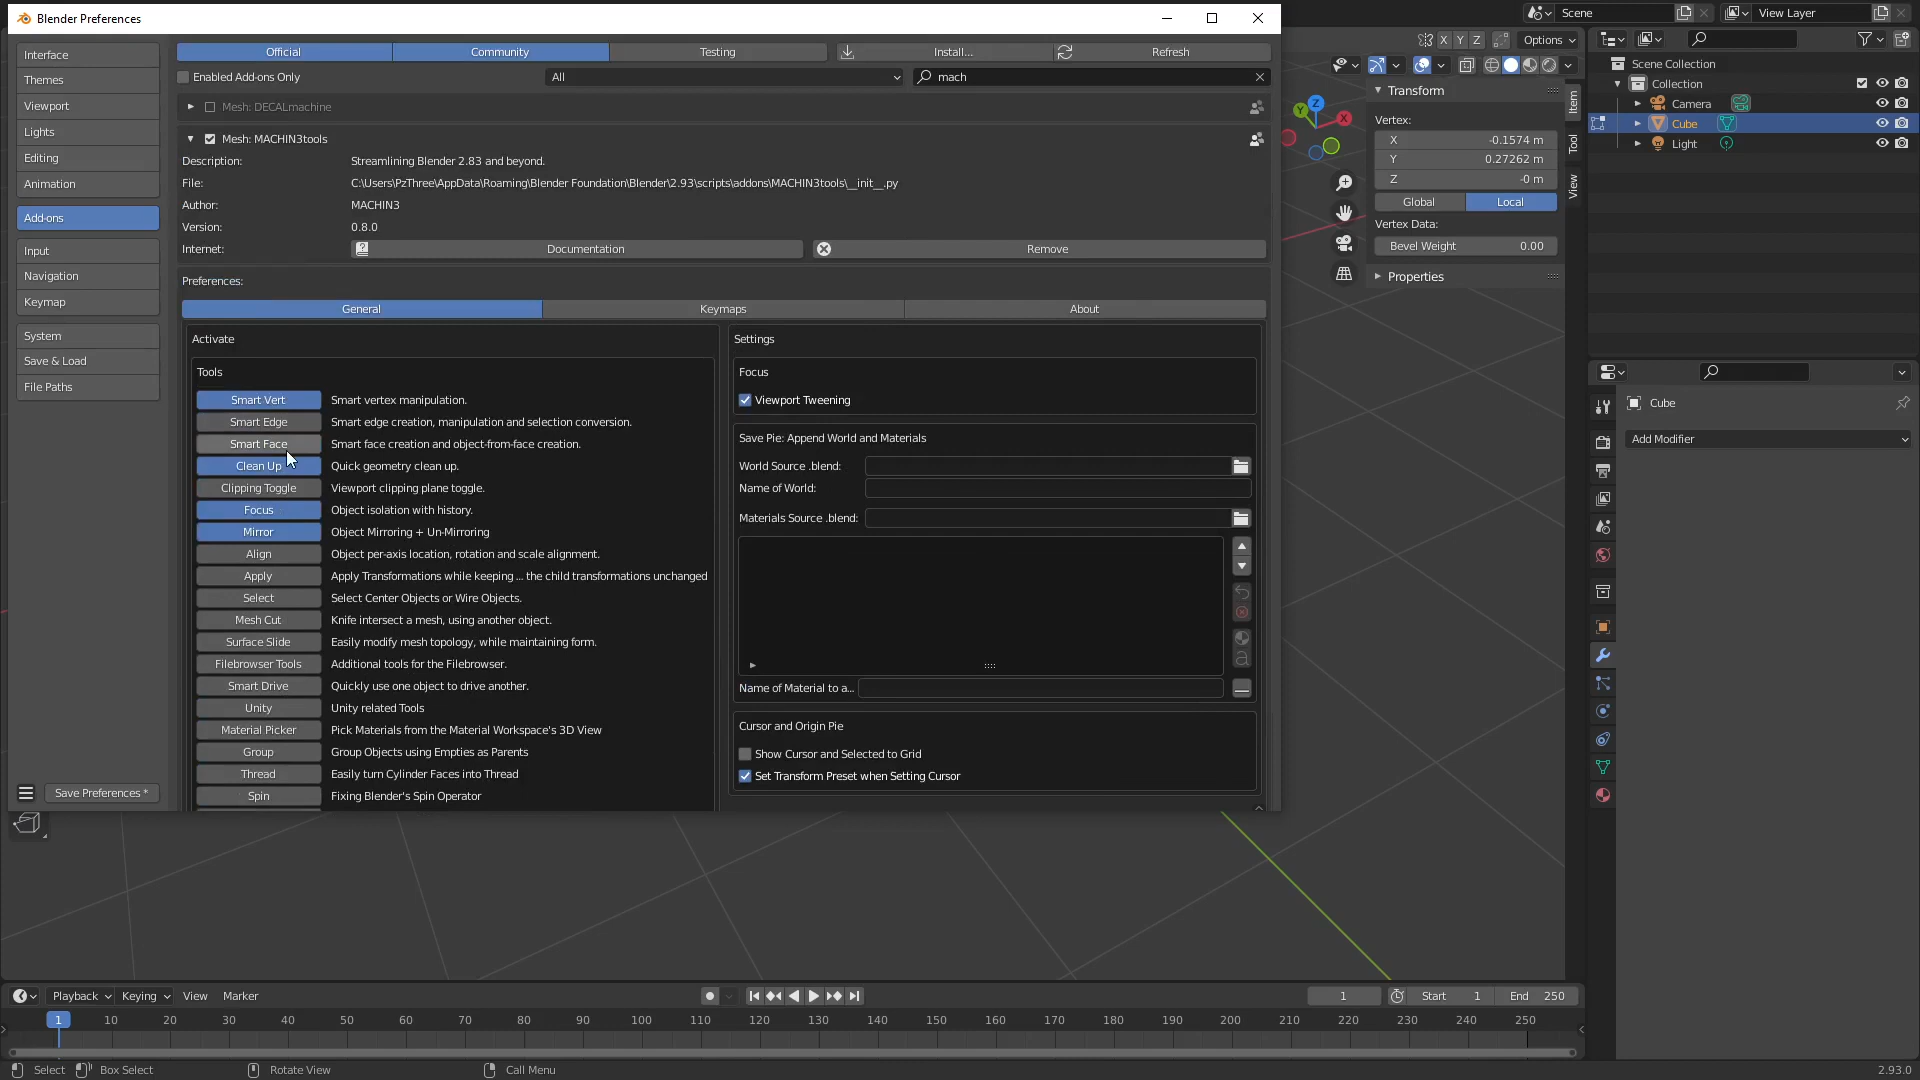 Blender Preferences
Interface
Themes
Viewport
Lights
Editing
Animation
Add-ons
Input
Navigation
Keymap
System
Save & Load
File Paths
Save Preferences *
Official
Community
Testing
Install...
Refresh
Enabled Add-ons Only
All
mach
Mesh: DECALmachine
Mesh: MACHIN3tools
Description: Streamlining Blender 2.83 and beyond.
File: C:\Users\PzThree\AppData\Roaming\Blender Foundation\Blender\2.93\scripts\addons\MACHIN3tools\__init__.py
Author: MACHIN3
Version: 0.8.0
Internet: Documentation Remove
Preferences:
General Keymaps About
Activate
Tools
Smart Vert Smart vertex manipulation.
Smart Edge Smart edge creation, manipulation and selection conversion.
Smart Face Smart face creation and object-from-face creation.
Clean Up Quick geometry clean up.
Clipping Toggle Viewport clipping plane toggle.
Focus Object isolation with history.
Mirror Object Mirroring + Un-Mirroring
Align Object per-axis location, rotation and scale alignment.
Apply Apply Transformations while keeping ... the child transformations unchanged
Select Select Center Objects or Wire Objects.
Mesh Cut Knife intersect a mesh, using another object.
Surface Slide Easily modify mesh topology, while maintaining form.
Filebrowser Tools Additional tools for the Filebrowser.
Smart Drive Quickly use one object to drive another.
Unity Unity related Tools
Material Picker Pick Materials from the Material Workspace's 3D View
Group Group Objects using Empties as Parents
Thread Easily turn Cylinder Faces into Thread
Spin Fixing Blender's Spin Operator
Settings
Focus
Viewport Tweening
Save Pie: Append World and Materials
World Source .blend:
Name of World:
Materials Source .blend:
Name of Material to a...
Cursor and Origin Pie
Show Cursor and Selected to Grid
Set Transform Preset when Setting Cursor
X Y Z
Options
Z
Y
X
Transform
Vertex:
X -0.1574 m
Y 0.27262 m
Z -0 m
Global Local
Vertex Data:
Bevel Weight 0.00
Properties
Item
Tool
View
Scene
View Layer
Scene Collection
Collection
Camera
Cube
Light
Cube
Add Modifier
Playback Keying View Marker
1 Start 1 End 250
1 10 20 30 40 50 60 70 80 90 100 110 120 130 140 150 160 170 180 190 200 210 220 230 240 250
Select Box Select Rotate View Call Menu 2.93.0